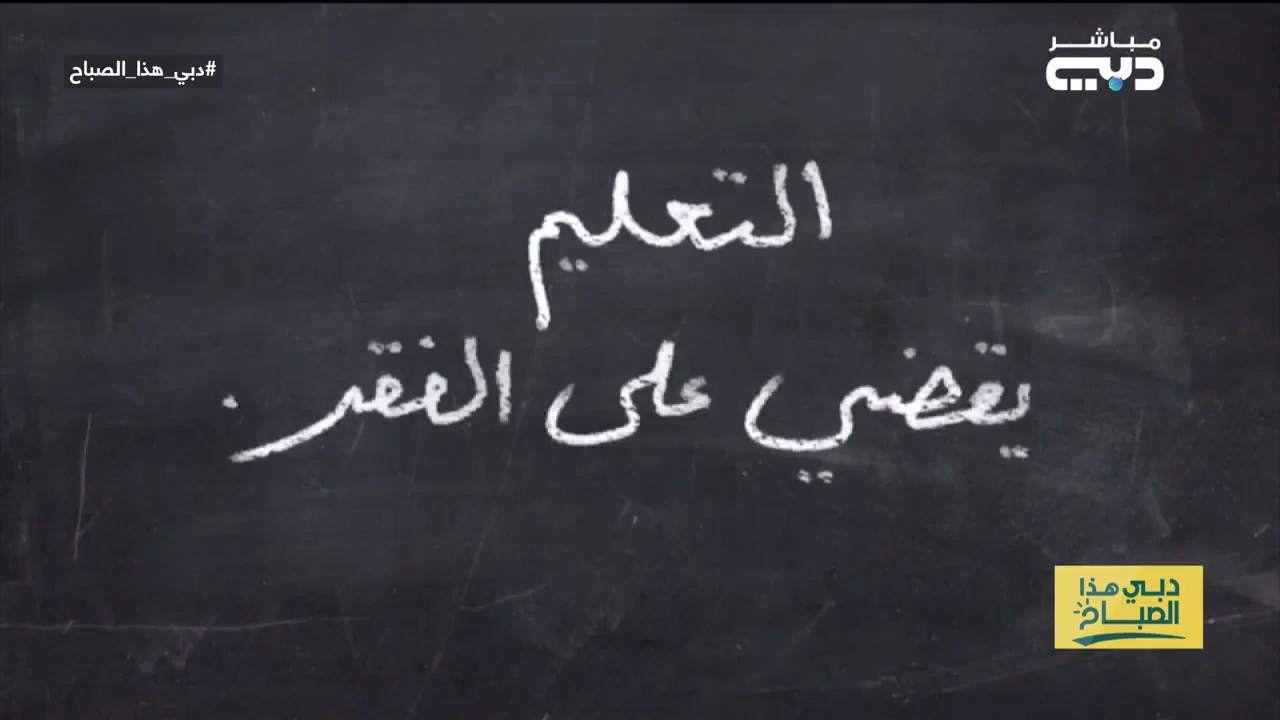 #دبي_هذا_الصباح
مباشر
دبي
التعليم
يقضي على الفقر.
دبي هذا
الصباح